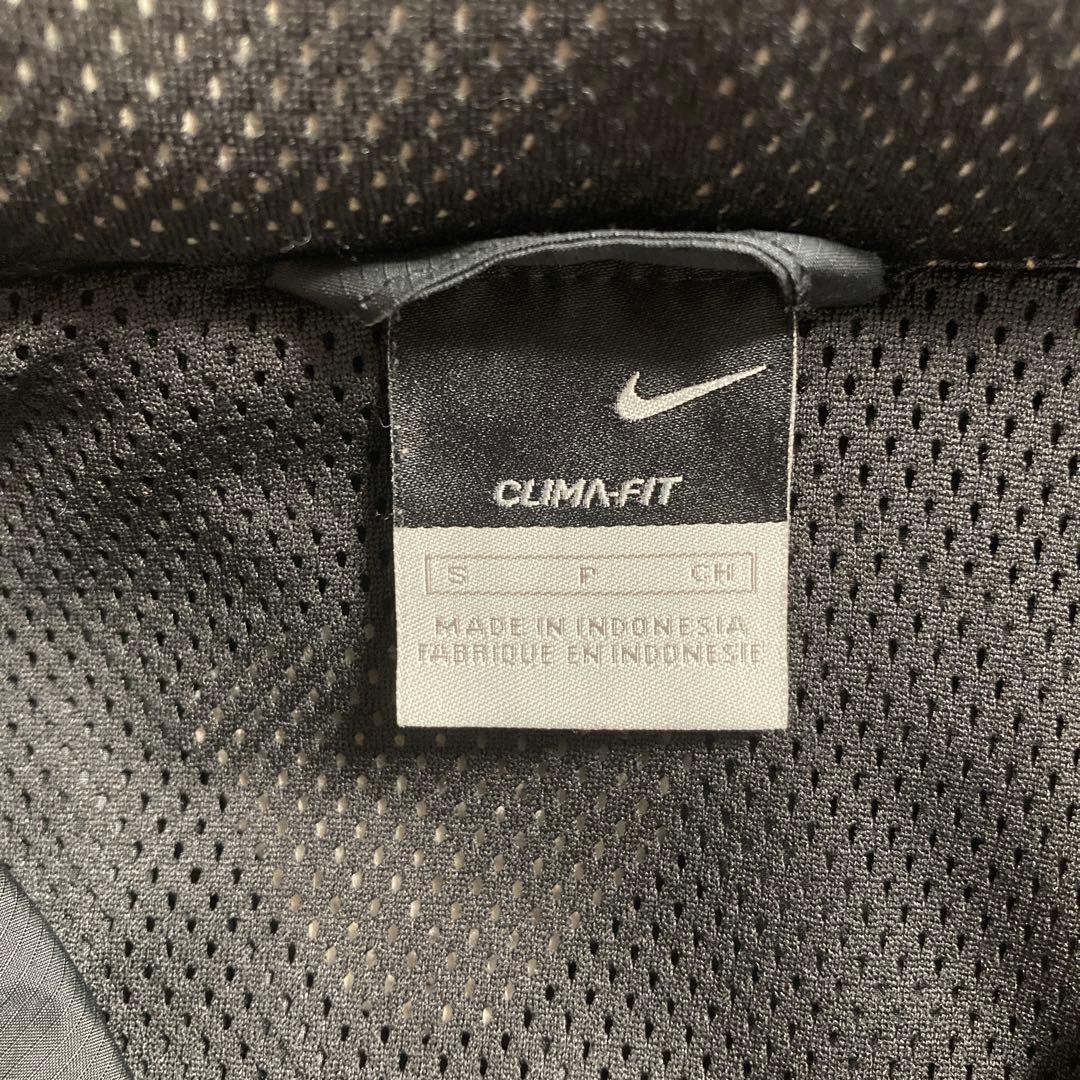 CLIMA-FIT
S P CH
MADE IN INDONESIA
FABRIQUE EN INDONESIE